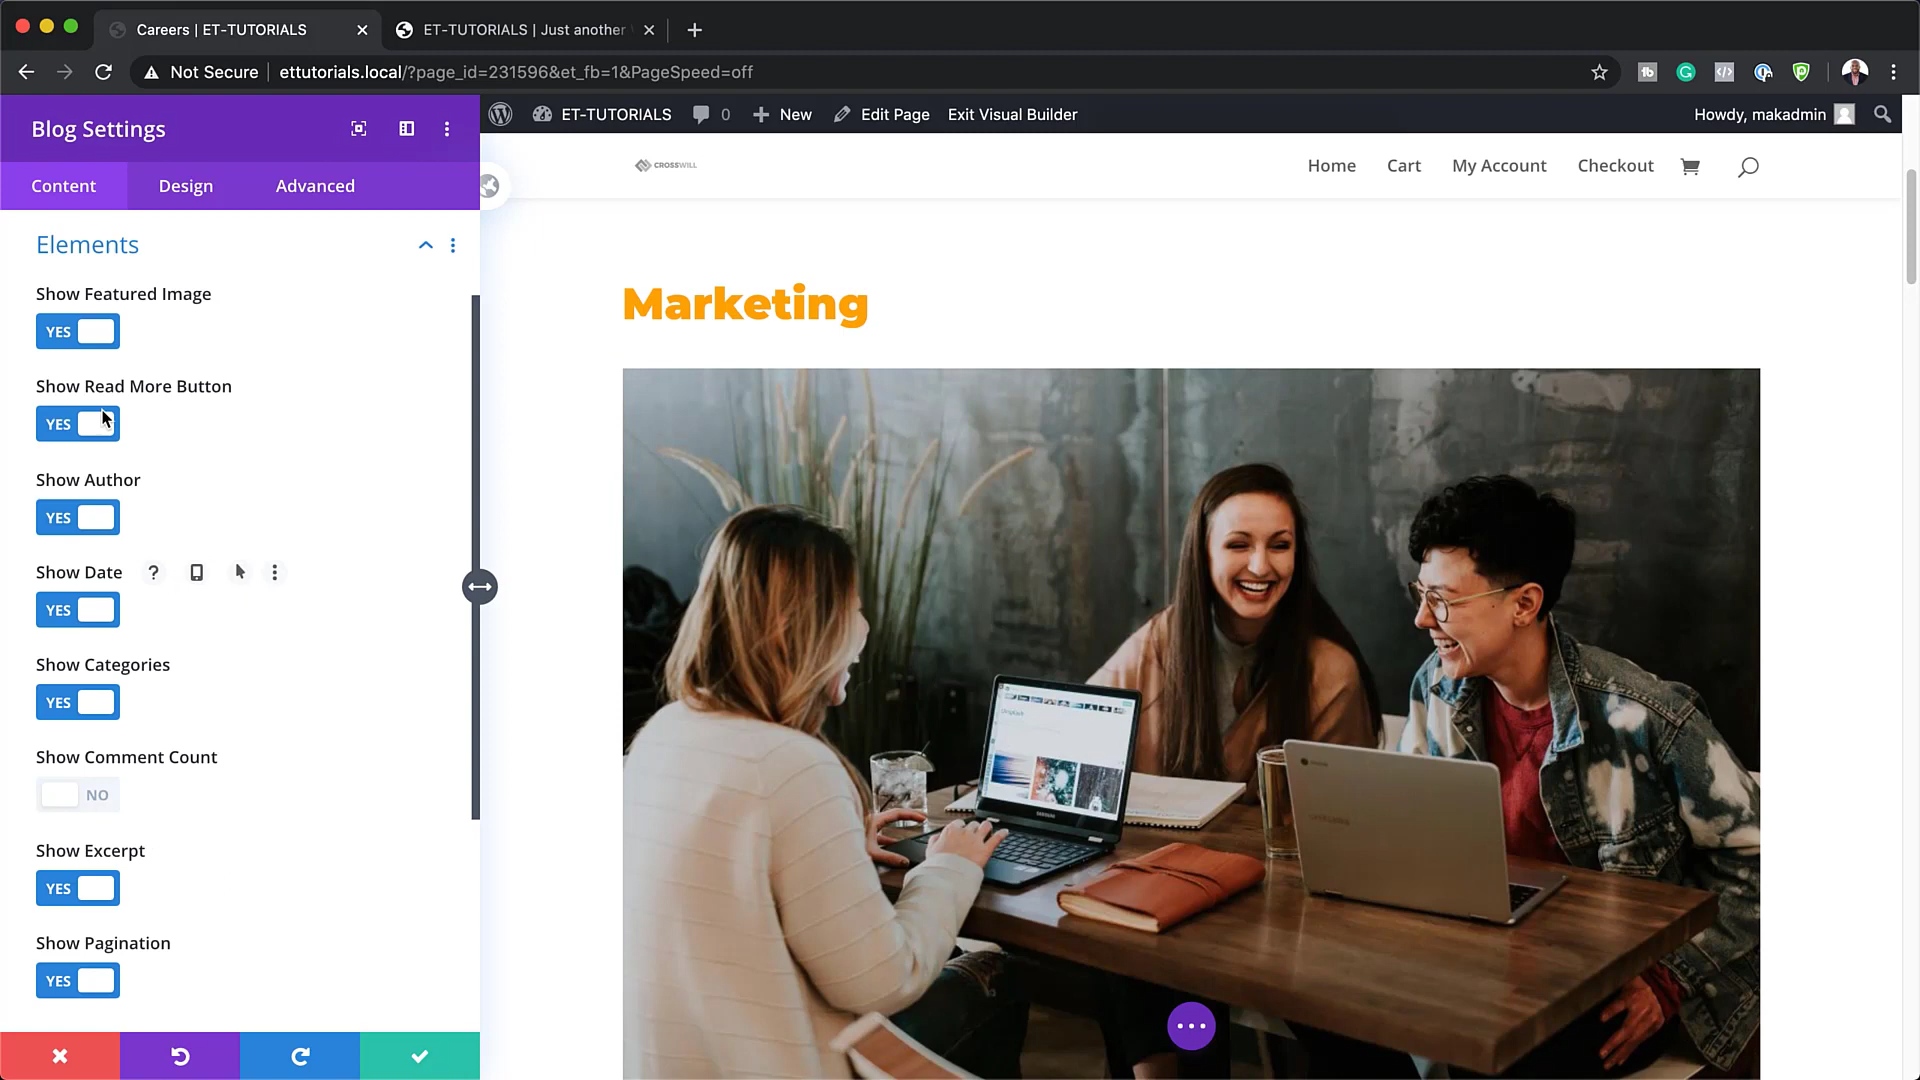 Careers | ET-TUTORIALS
ET-TUTORIALS | Just another
Not Secure
ettutorials.local/?page_id=231596&et_fb=1&PageSpeed=off
Blog Settings
ET-TUTORIALS
0
New
Edit Page
Exit Visual Builder
Howdy, makadmin
Content
Design
Advanced
CROSSWILL
Home
Cart
My Account
Checkout
Elements
Show Featured Image
YES
Show Read More Button
YES
Show Author
YES
Show Date
?
YES
Show Categories
YES
Show Comment Count
NO
Show Excerpt
YES
Show Pagination
YES
Marketing